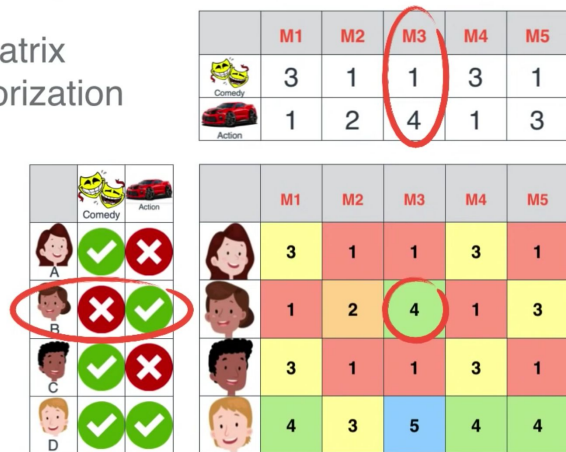 atrix
orization
M1 M2 M3 M4 M5
Comedy 3 1 1 3 1
Action 1 2 4 1 3
Comedy Action
M1 M2 M3 M4 M5
A 3 1 1 3 1
B 1 2 4 1 3
C 3 1 1 3 1
D 4 3 5 4 4